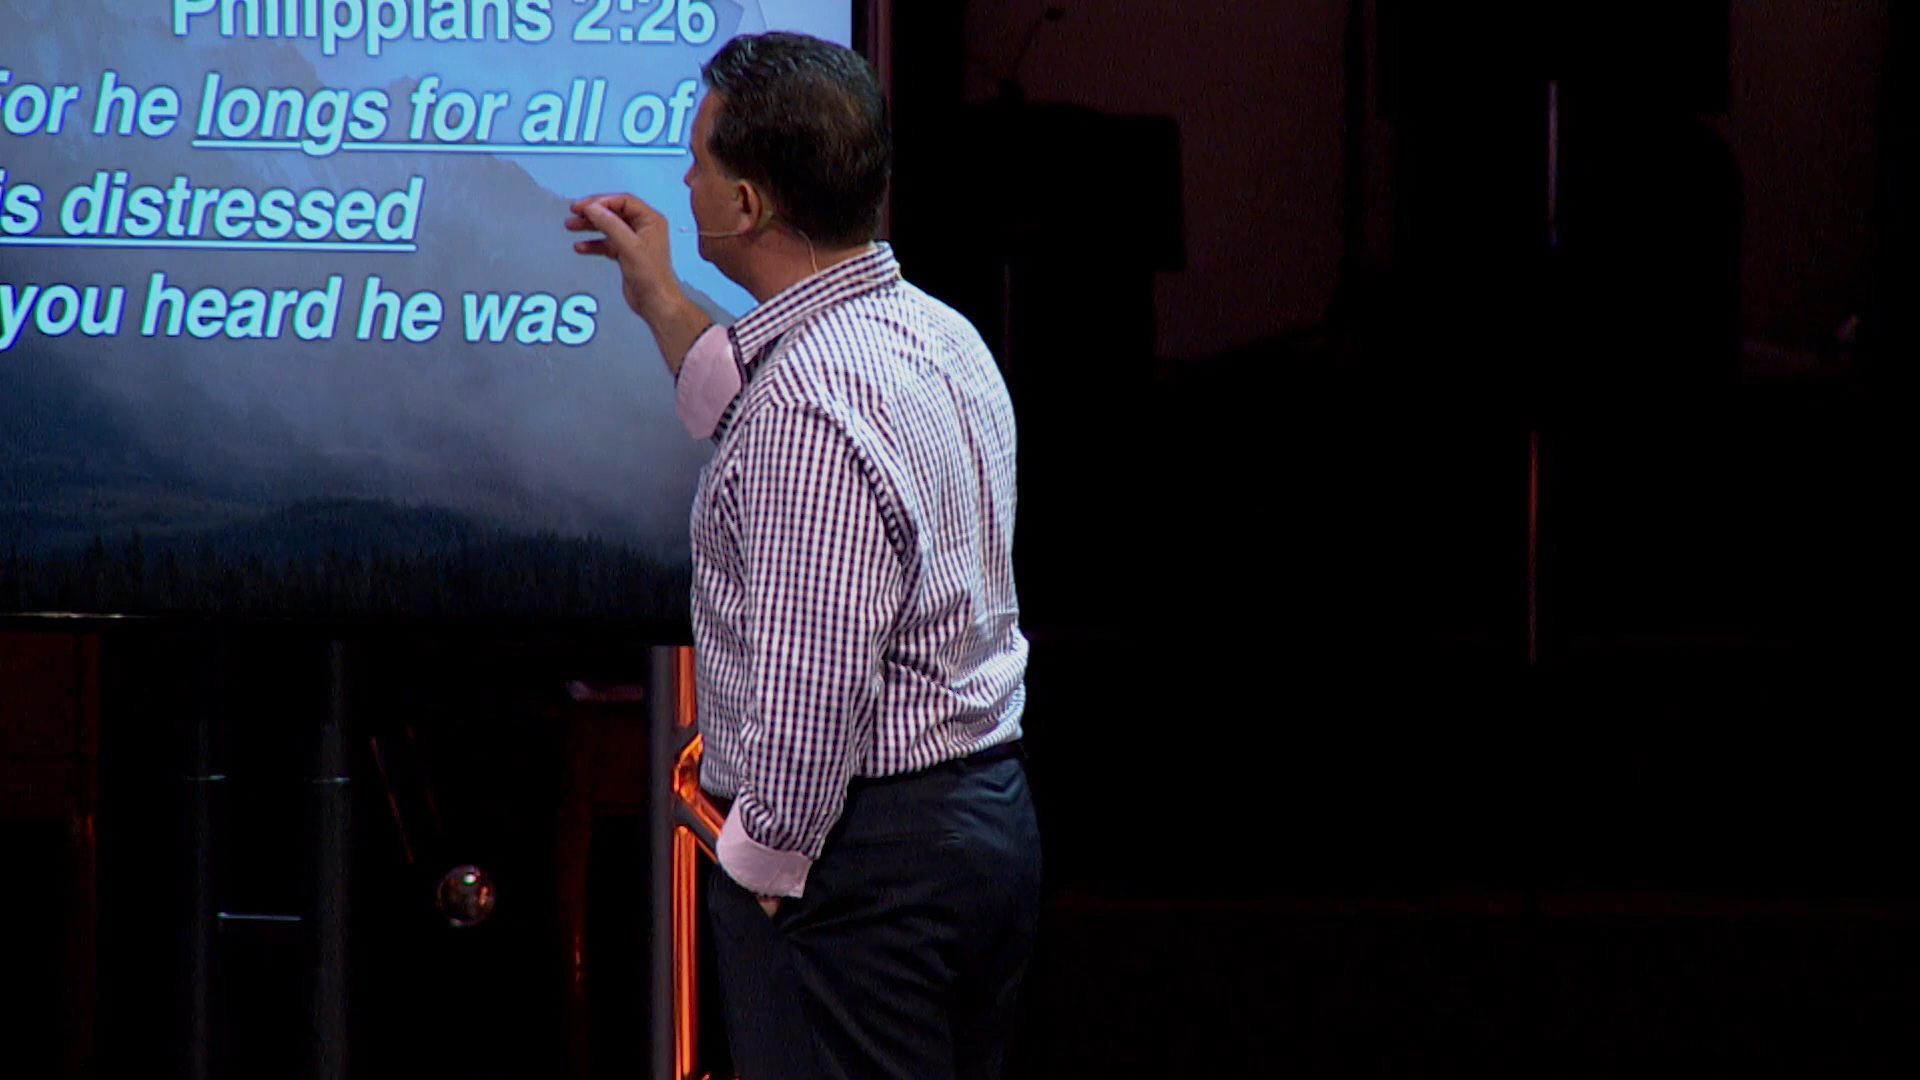 Philippians 2:26
For he longs for all of
is distressed
you heard he was